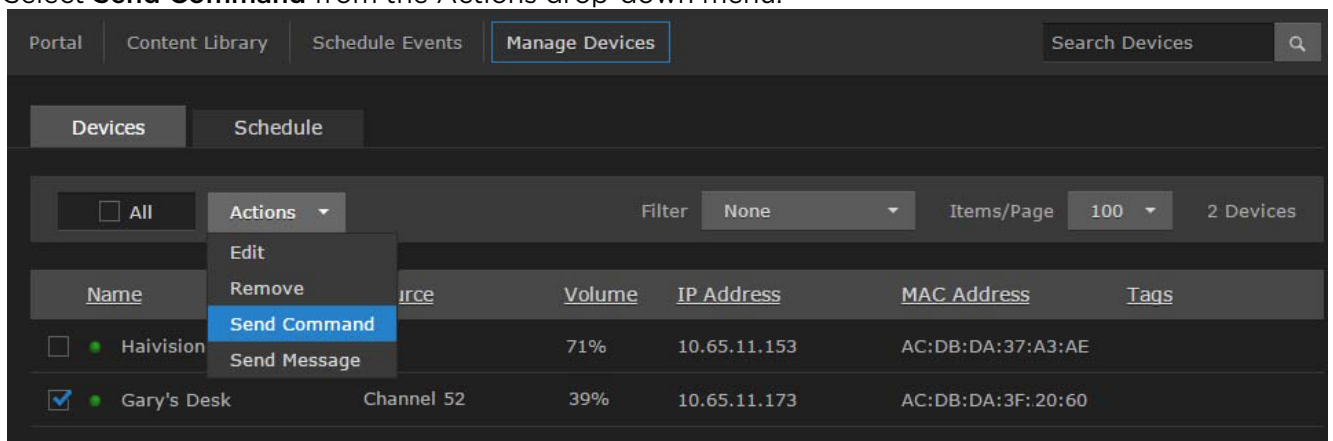 Select Send Command from the Actions drop-down menu.
Portal Content Library Schedule Events Manage Devices Search Devices
Devices Schedule
All Actions Filter None Items/Page 100 2 Devices
Edit
Remove
Send Command
Send Message
Name urce Volume IP Address MAC Address Tags
Haivision 71% 10.65.11.153 AC:DB:DA:37:A3:AE
Gary's Desk Channel 52 39% 10.65.11.173 AC:DB:DA:3F:20:60